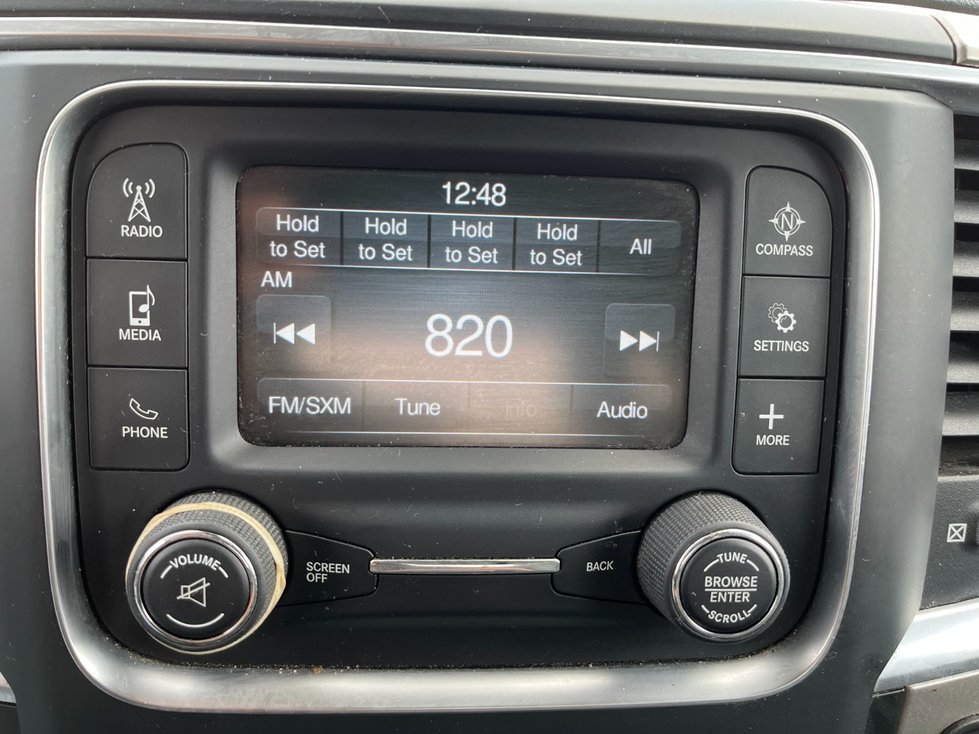 12:48
Hold Hold Hold Hold
to Set to Set to Set to Set All
AM
820
FM/SXM Tune Info Audio
RADIO
MEDIA
PHONE
N
COMPASS
SETTINGS
MORE
VOLUME
SCREEN
OFF
BACK
TUNE
BROWSE
ENTER
SCROLL